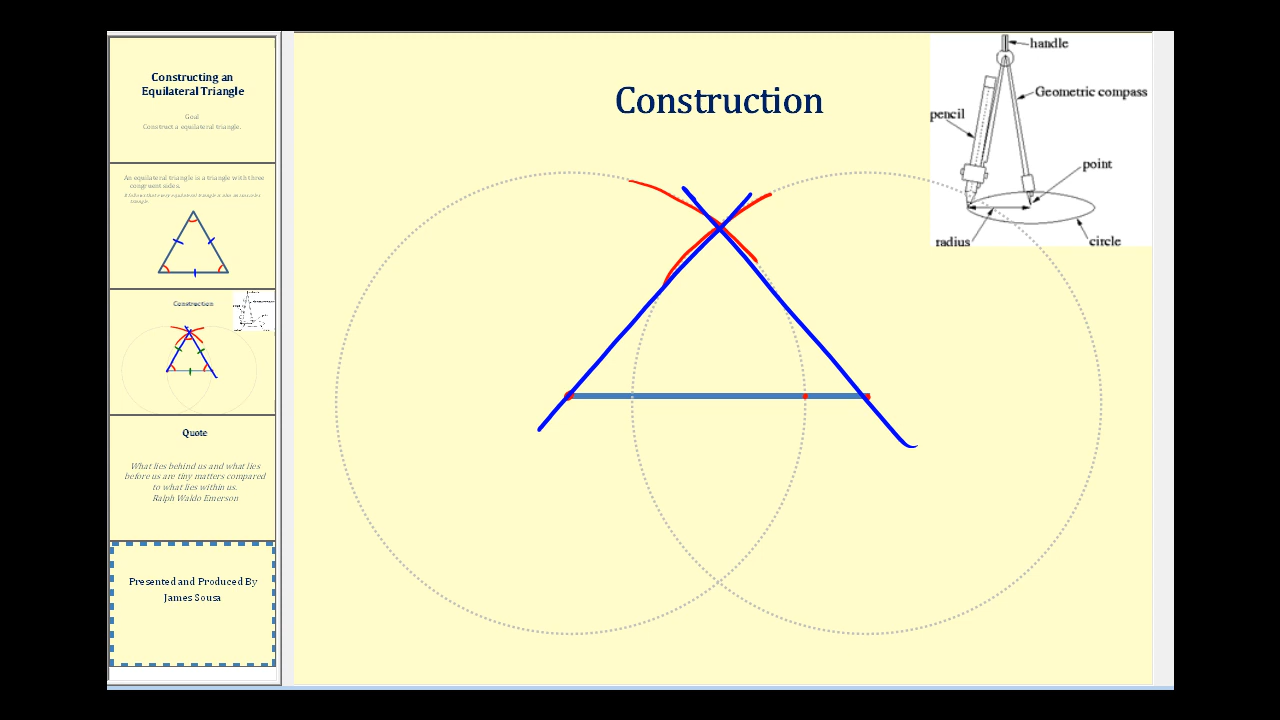 Constructing an
Equilateral Triangle
Goal
Construct a equilateral triangle.
An equilateral triangle is a triangle with three
congruent sides.
Construction
Quote
What lies behind us and what lies
before us are tiny matters compared
to what lies within us.
Ralph Waldo Emerson
Presented and Produced By
James Sousa
Construction
handle
Geometric compass
pencil
point
radius
circle